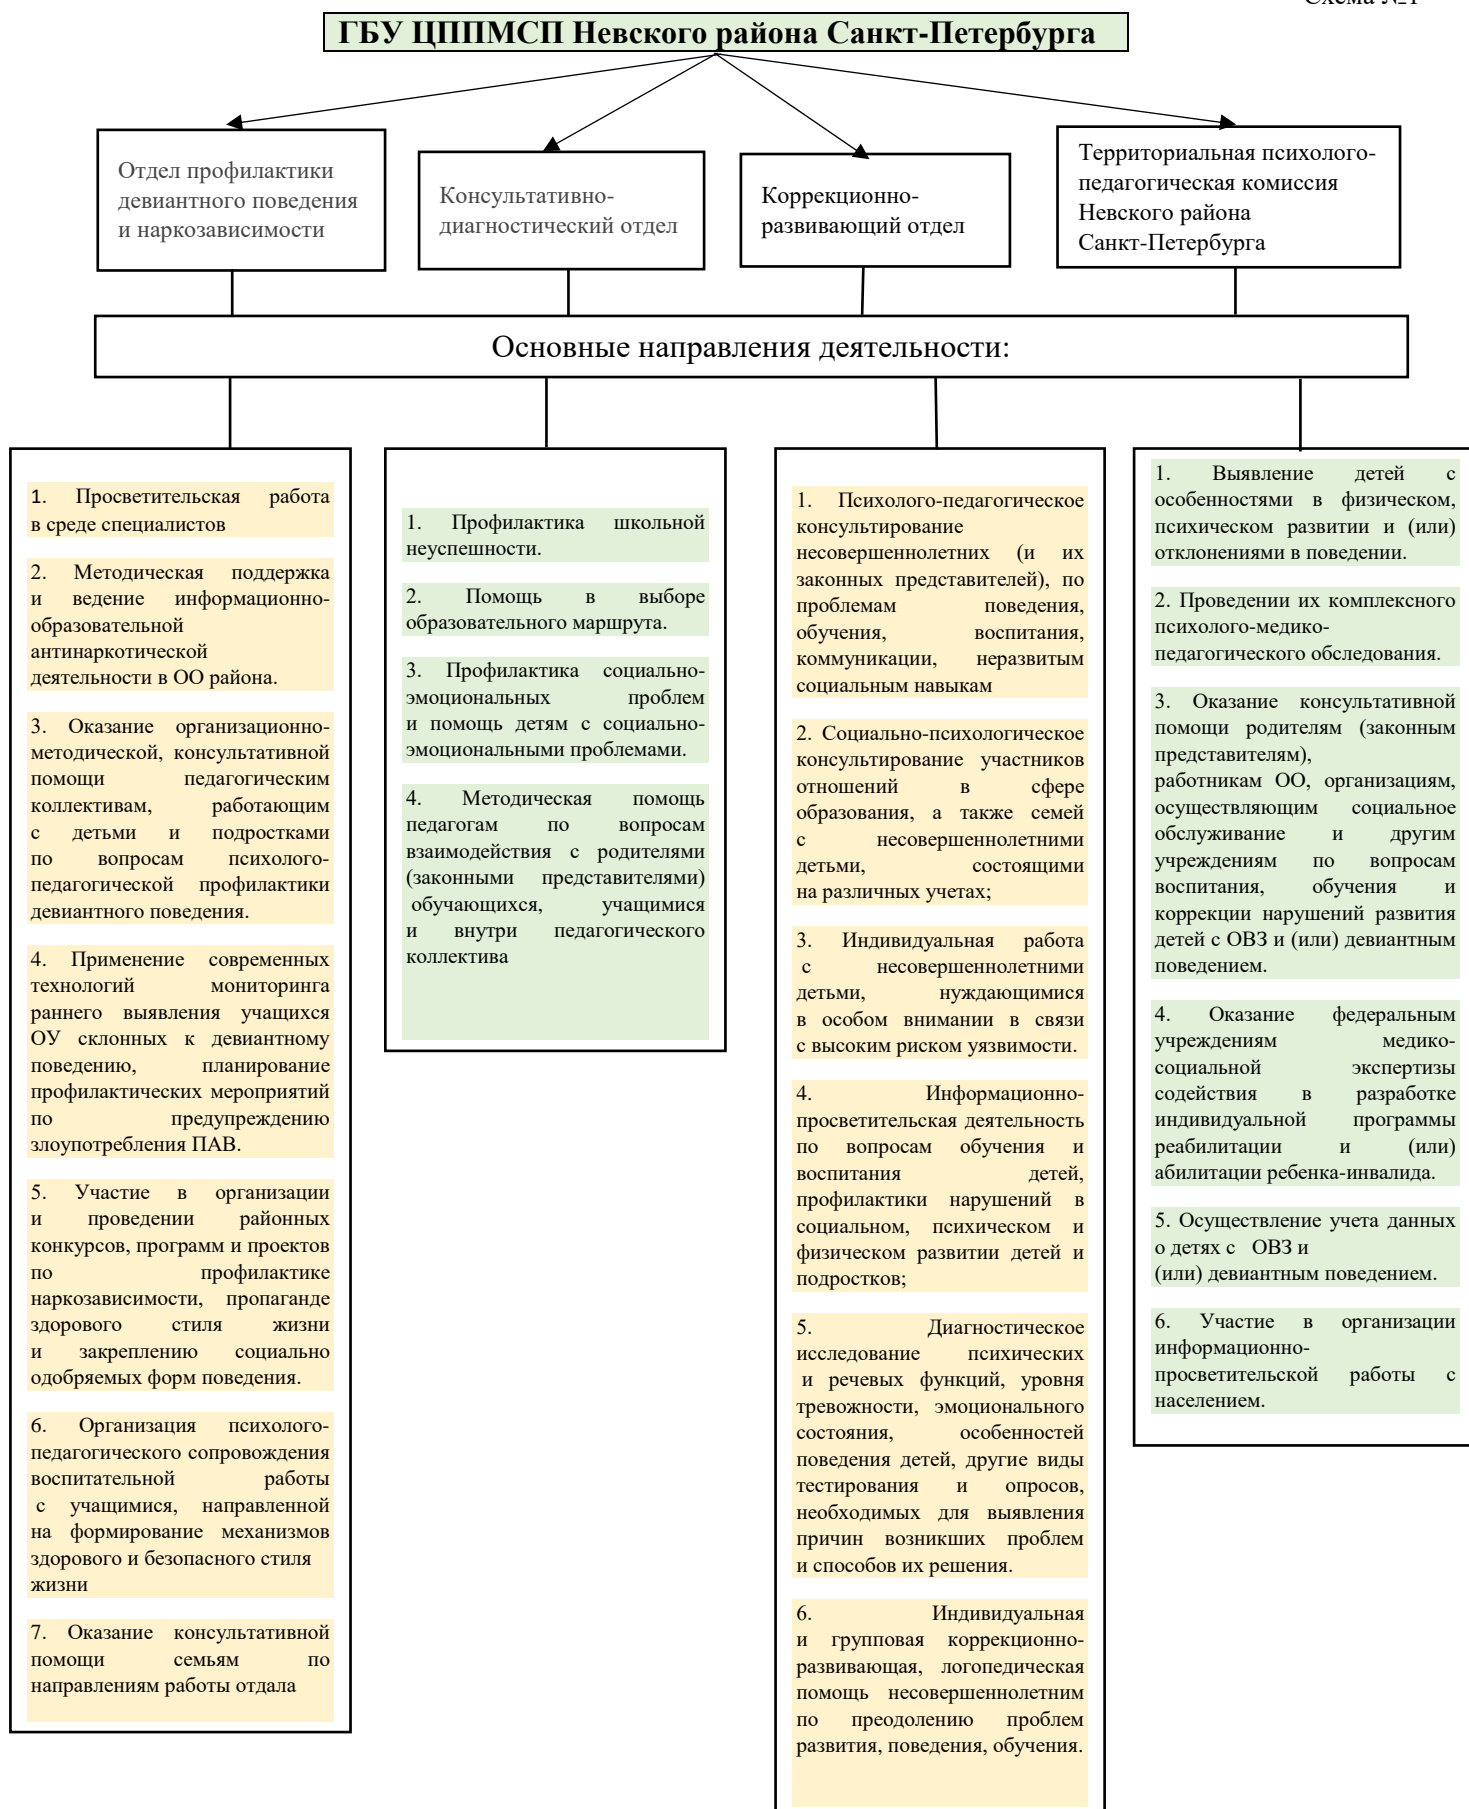 Схема №1
ГБУ ЦППМСП Невского района Санкт-Петербурга
Отдел профилактики
девиантного поведения
и наркозависимости
Консультативно-
диагностический отдел
Коррекционно-
развивающий отдел
Территориальная психолого-
педагогическая комиссия
Невского района
Санкт-Петербурга
Основные направления деятельности:
1. Просветительская работа
в среде специалистов
2. Методическая поддержка
и ведение информационно-
образовательной
антинаркотической
деятельности в ОО района.
3. Оказание организационно-
методической, консультативной
помощи педагогическим
коллективам, работающим
с детьми и подростками
по вопросам психолого-
педагогической профилактики
девиантного поведения.
4. Применение современных
технологий мониторинга
раннего выявления учащихся
ОУ склонных к девиантному
поведению, планирование
профилактических мероприятий
по предупреждению
злоупотребления ПАВ.
5. Участие в организации
и проведении районных
конкурсов, программ и проектов
по профилактике
наркозависимости, пропаганде
здорового стиля жизни
и закреплению социально
одобряемых форм поведения.
6. Организация психолого-
педагогического сопровождения
воспитательной работы
с учащимися, направленной
на формирование механизмов
здорового и безопасного стиля
жизни
7. Оказание консультативной
помощи семьям по
направлениям работы отдала
1. Профилактика школьной
неуспешности.
2. Помощь в выборе
образовательного маршрута.
3. Профилактика социально-
эмоциональных проблем
и помощь детям с социально-
эмоциональными проблемами.
4. Методическая помощь
педагогам по вопросам
взаимодействия с родителями
(законными представителями)
обучающихся, учащимися
и внутри педагогического
коллектива
1. Психолого-педагогическое
консультирование
несовершеннолетних (и их
законных представителей), по
проблемам поведения,
обучения, воспитания,
коммуникации, неразвитым
социальным навыкам
2. Социально-психологическое
консультирование участников
отношений в сфере
образования, а также семей
с несовершеннолетними
детьми, состоящими
на различных учетах;
3. Индивидуальная работа
с несовершеннолетними
детьми, нуждающимися
в особом внимании в связи
с высоким риском уязвимости.
4. Информационно-
просветительская деятельность
по вопросам обучения и
воспитания детей,
профилактики нарушений в
социальном, психическом и
физическом развитии детей и
подростков;
5. Диагностическое
исследование психических
и речевых функций, уровня
тревожности, эмоционального
состояния, особенностей
поведения детей, другие виды
тестирования и опросов,
необходимых для выявления
причин возникших проблем
и способов их решения.
6. Индивидуальная
и групповая коррекционно-
развивающая, логопедическая
помощь несовершеннолетним
по преодолению проблем
развития, поведения, обучения.
1. Выявление детей с
особенностями в физическом,
психическом развитии и (или)
отклонениями в поведении.
2. Проведении их комплексного
психолого-медико-
педагогического обследования.
3. Оказание консультативной
помощи родителям (законным
представителям),
работникам ОО, организациям,
осуществляющим социальное
обслуживание и другим
учреждениям по вопросам
воспитания, обучения и
коррекции нарушений развития
детей с ОВЗ и (или) девиантным
поведением.
4. Оказание федеральным
учреждениям медико-
социальной экспертизы
содействия в разработке
индивидуальной программы
реабилитации и (или)
абилитации ребенка-инвалида.
5. Осуществление учета данных
о детях с ОВЗ и
(или) девиантным поведением.
6. Участие в организации
информационно-
просветительской работы с
населением.